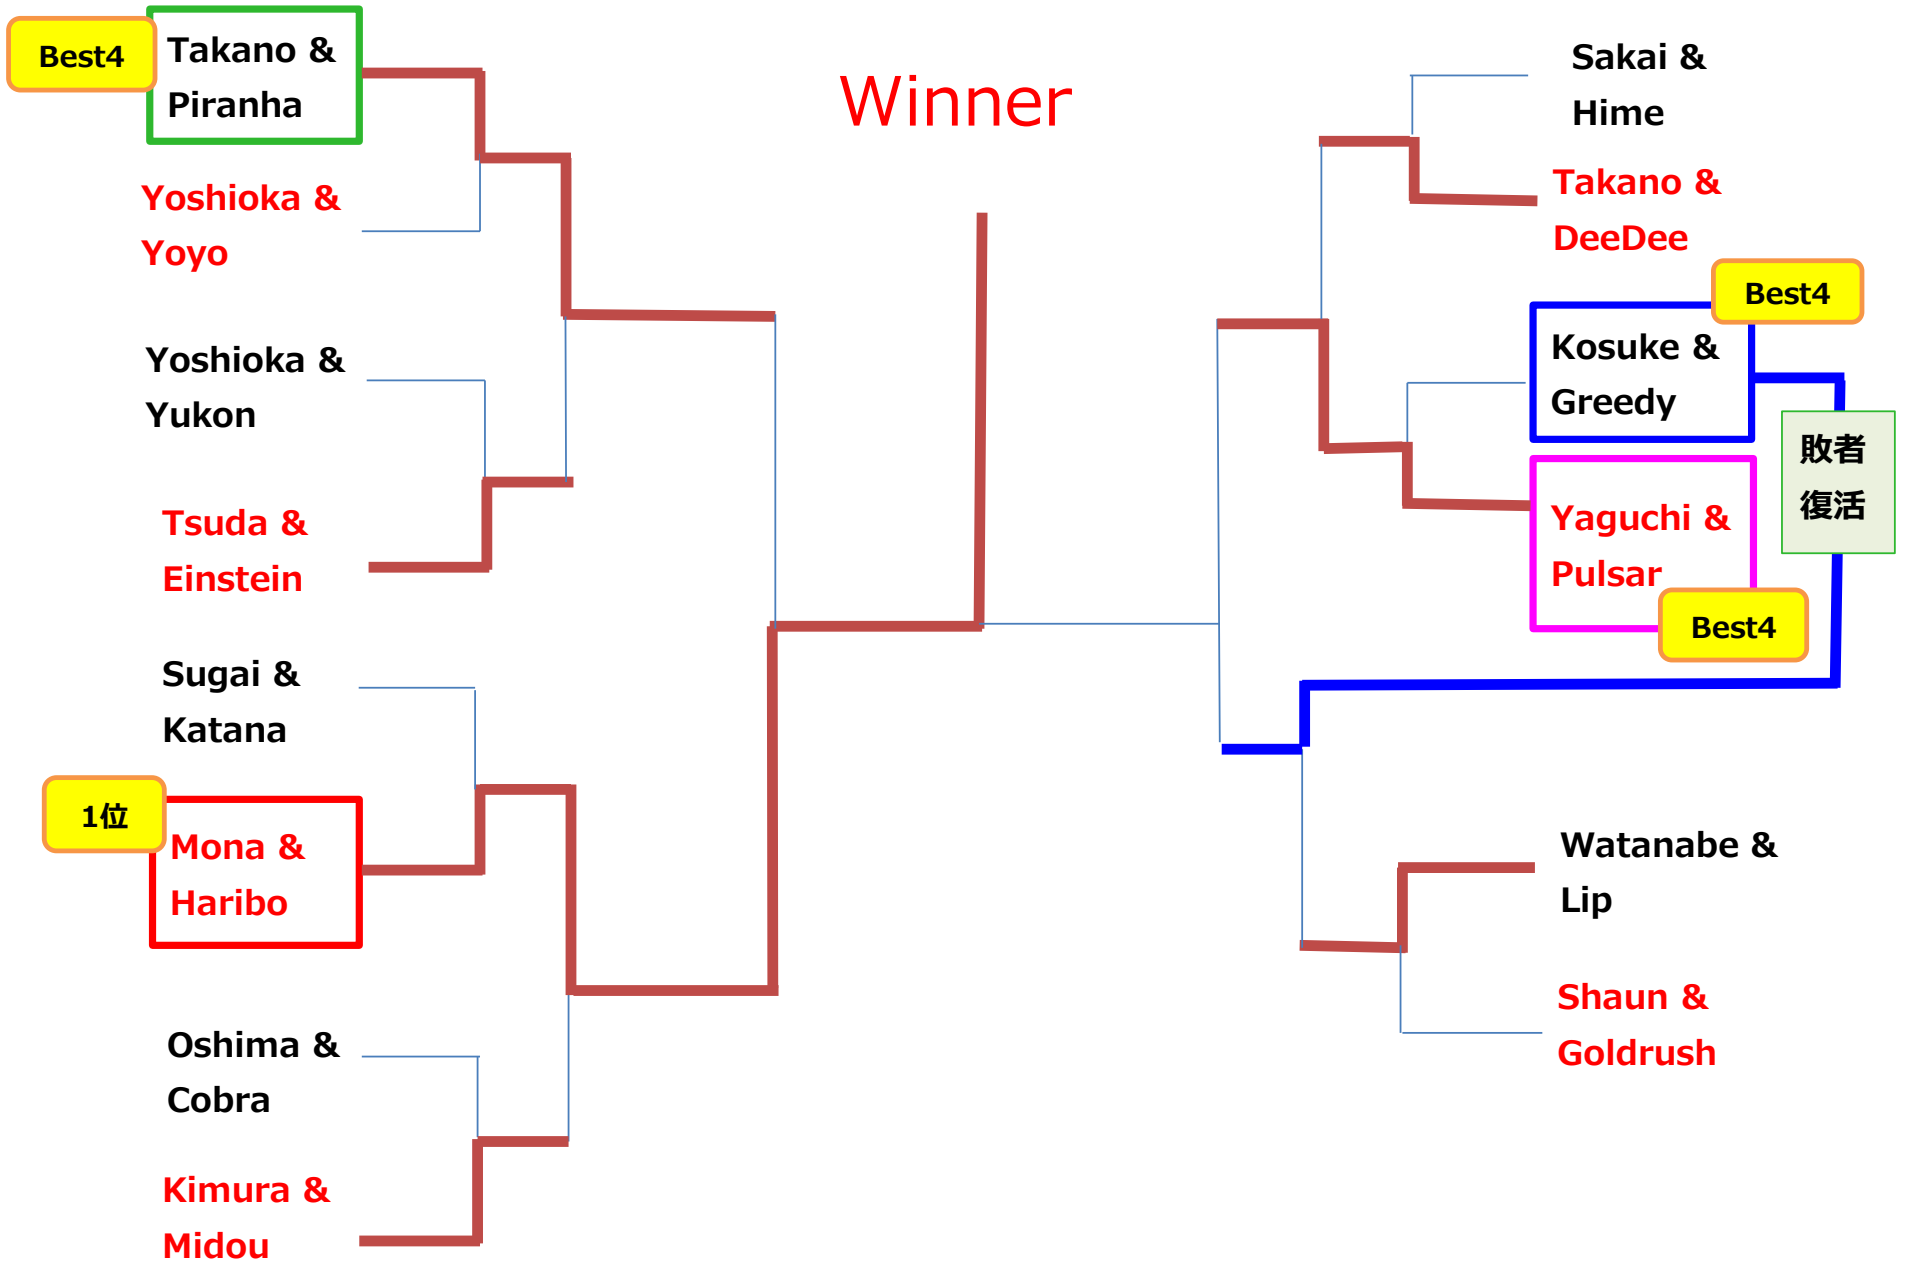 Best4
Takano &
Piranha
Yoshioka &
Yoyo
Yoshioka &
Yukon
Tsuda &
Einstein
Sugai &
Katana
1位
Mona &
Haribo
Oshima &
Cobra
Kimura &
Midou
Winner
Sakai &
Hime
Takano &
DeeDee
Best4
Kosuke &
Greedy
敗者
復活
Yaguchi &
Pulsar
Best4
Watanabe &
Lip
Shaun &
Goldrush